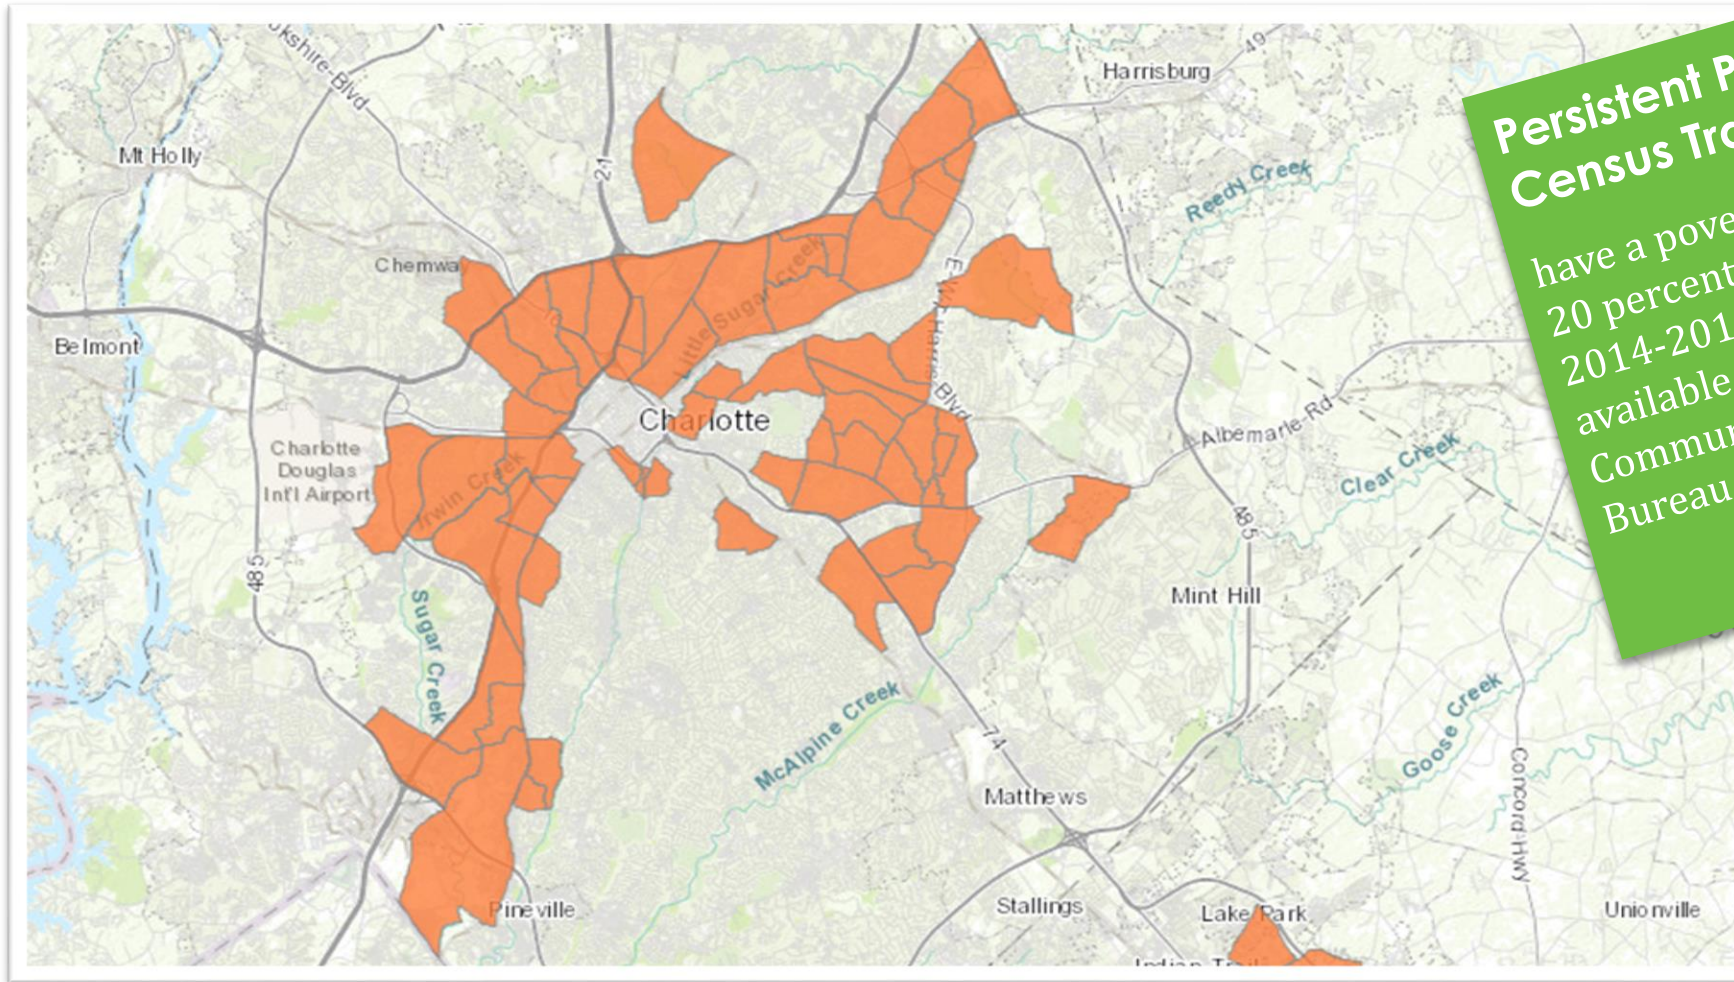 49
Harrisburg
Mt Holly
21
Reedy Creek
Chemway
Little Sugar Creek
Belmont
Charlotte
Blvd
Albemarle-Rd
Charlotte
Douglas
Int'l Airport
Irwin Creek
Clear Creek
485
485
Sugar Creek
Mint Hill
McAlpine Creek
74
Goose Creek
Matthews
Concord-Hwy
Pineville
Stallings
Lake Park
Unionville
Persistent P
Census Tra
have a pove
20 percent
2014-201
available
Commun
Bureau